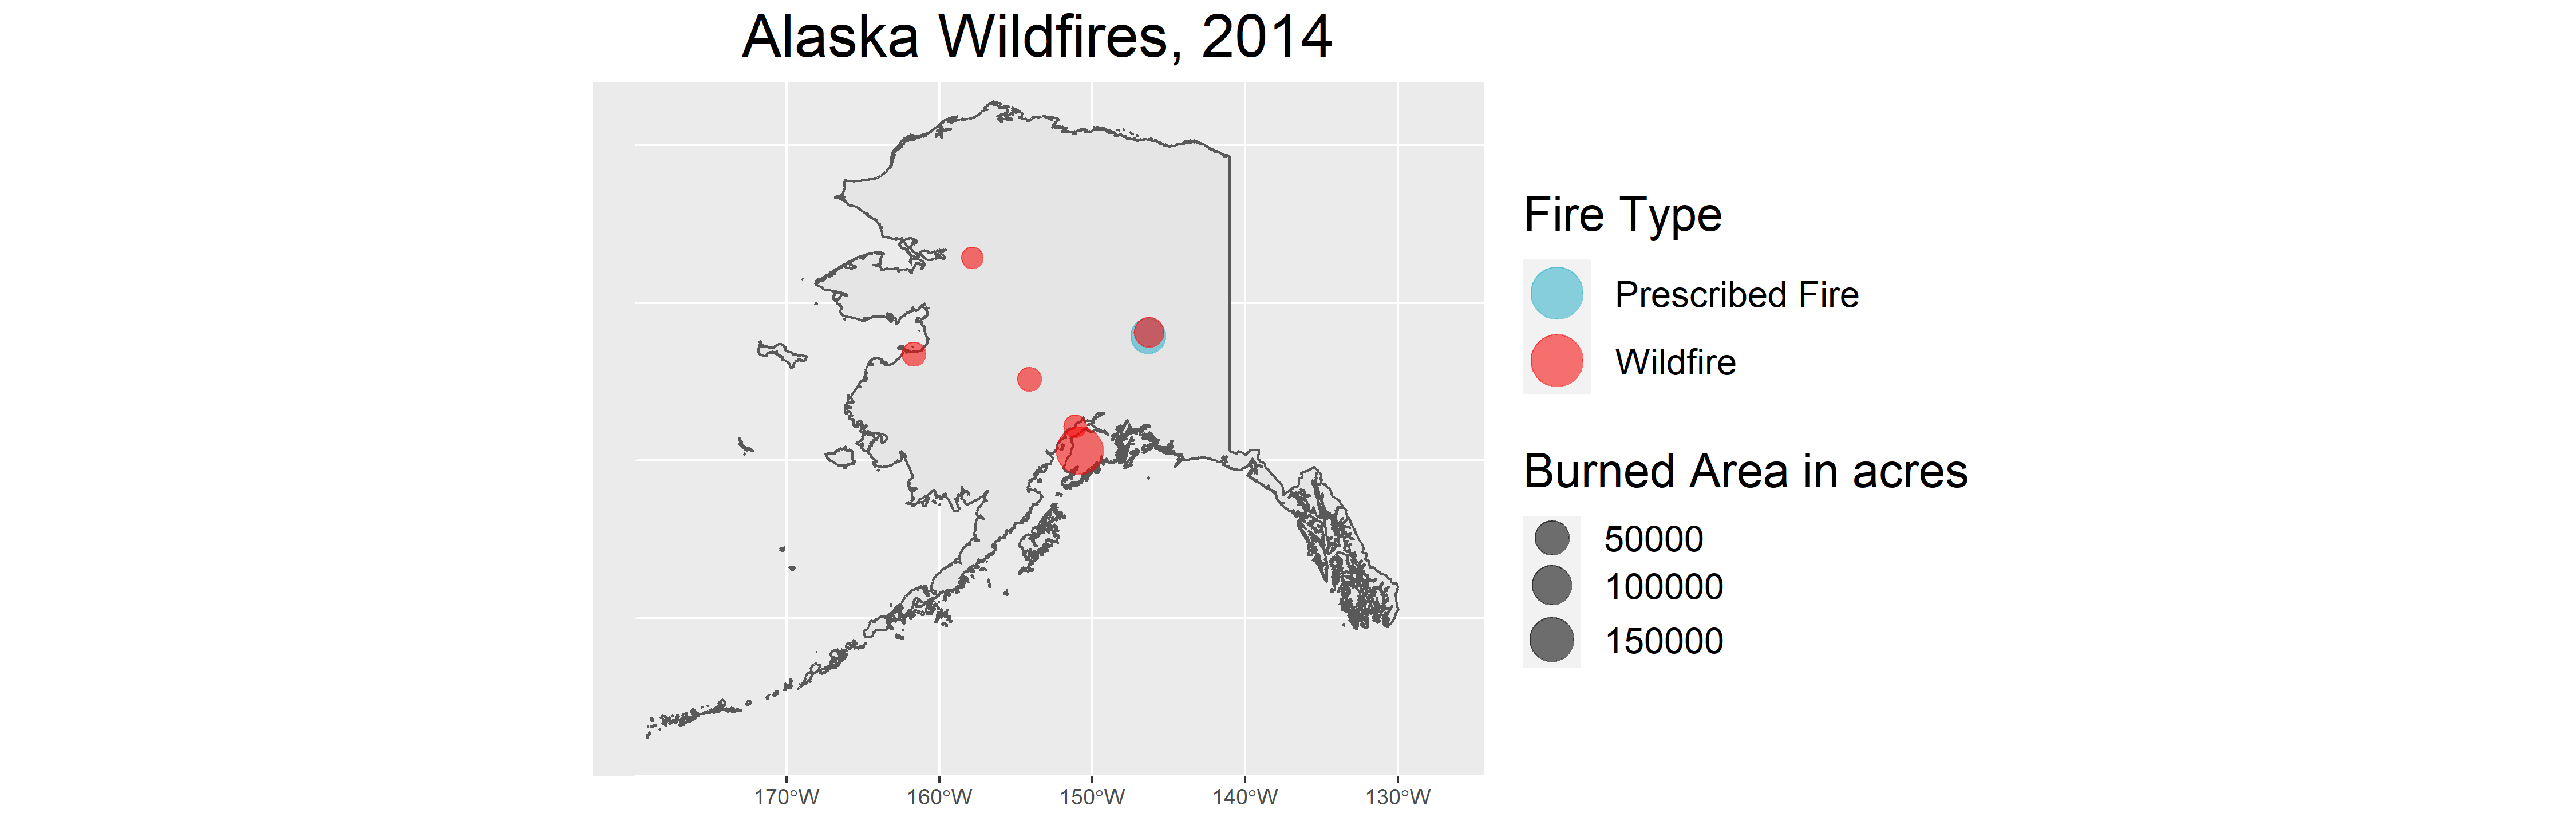 Alaska Wildfires, 2014
Fire Type
Prescribed Fire
Wildfire
Burned Area in acres
50000
100000
150000
170°W 160°W 150°W 140°W 130°W